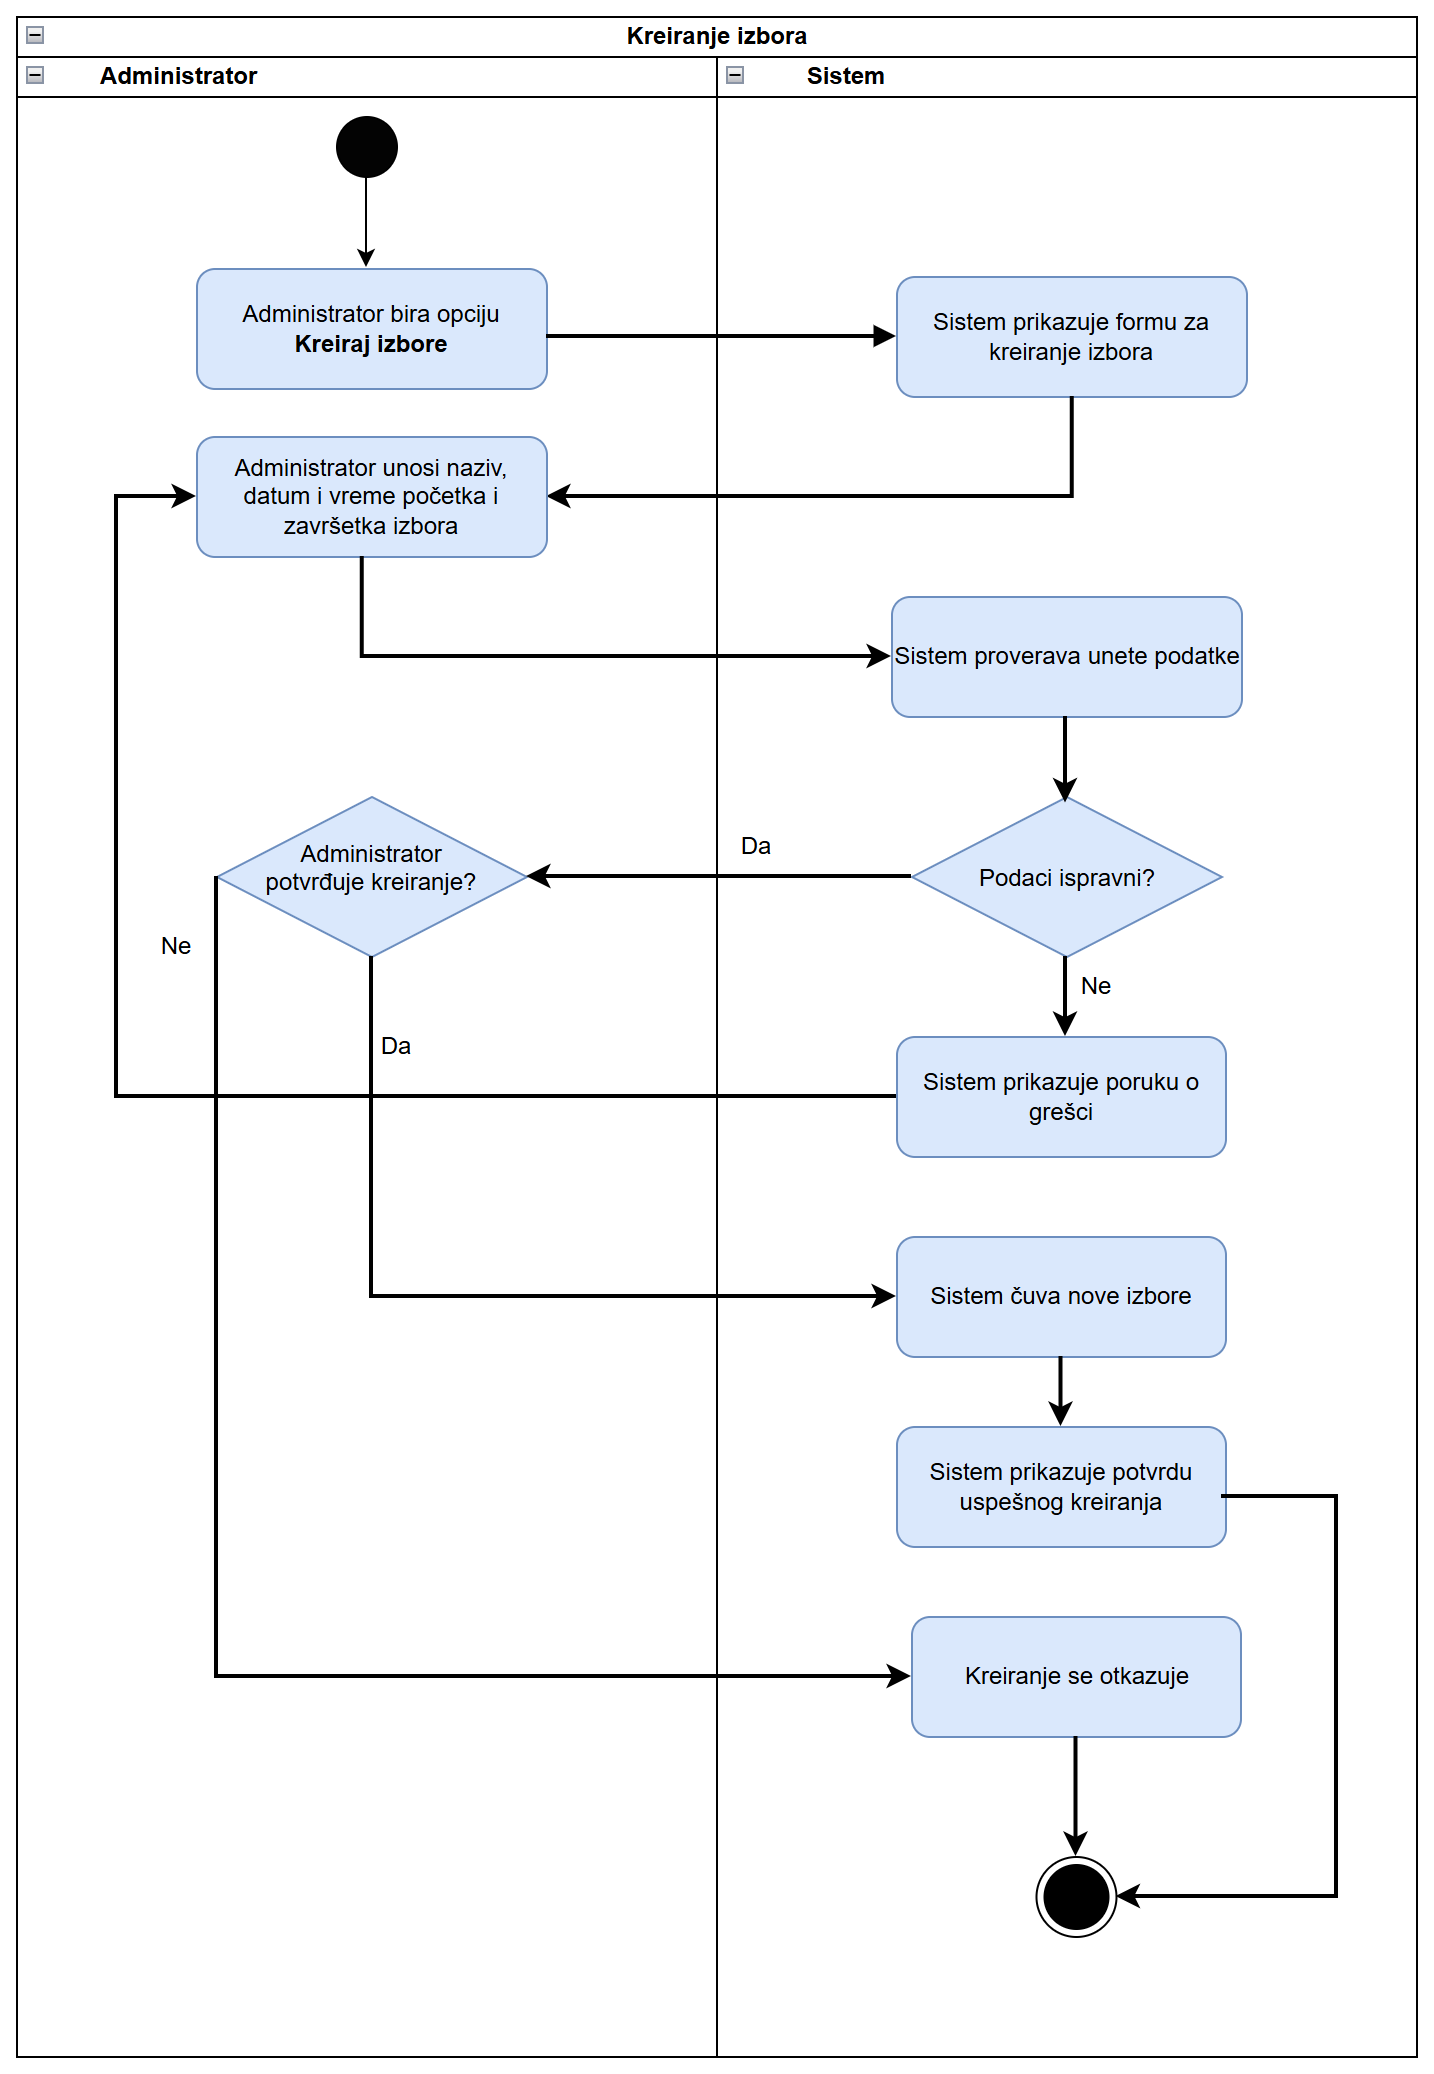 Kreiranje izbora
Administrator
Sistem
Administrator bira opciju
Kreiraj izbore
Sistem prikazuje formu za
kreiranje izbora
Administrator unosi naziv,
datum i vreme početka i
završetka izbora
Sistem proverava unete podatke
Administrator
potvrđuje kreiranje?
Da
Podaci ispravni?
Ne
Ne
Da
Sistem prikazuje poruku o
grešci
Sistem čuva nove izbore
Sistem prikazuje potvrdu
uspešnog kreiranja
Kreiranje se otkazuje